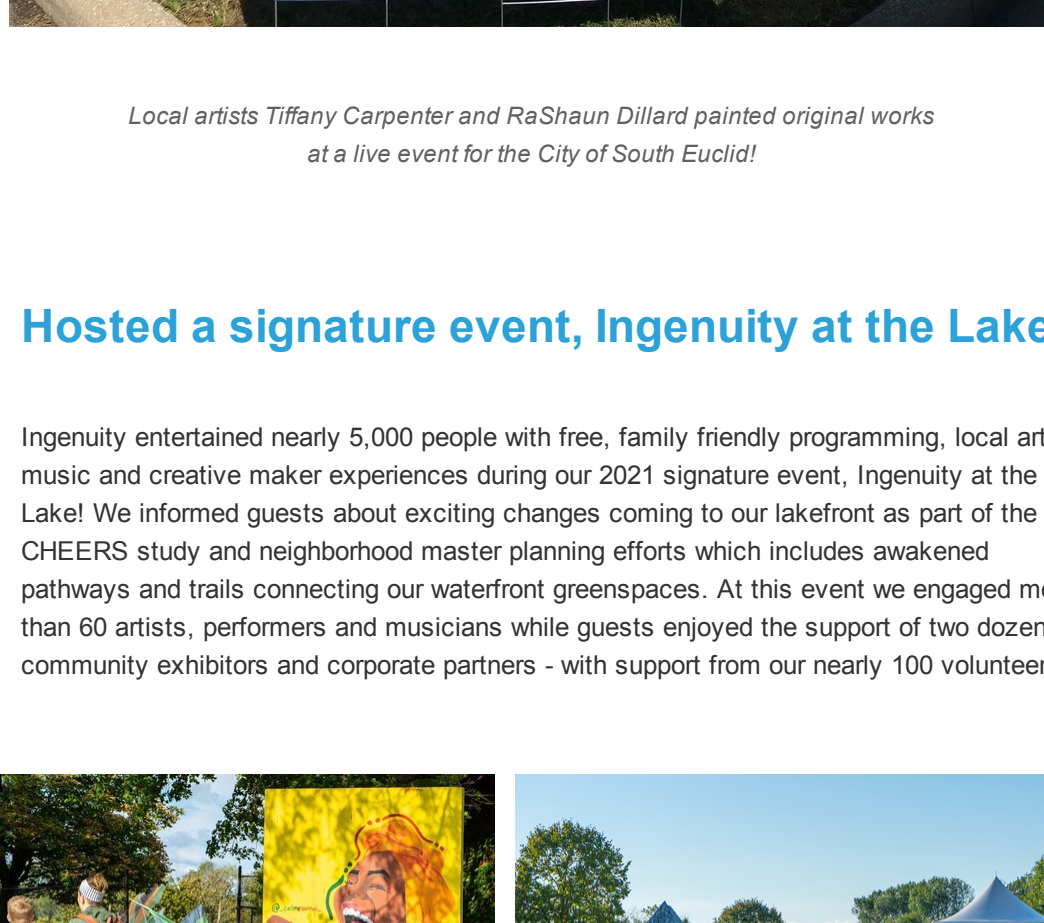 Local artists Tiffany Carpenter and RaShaun Dillard painted original works
at a live event for the City of South Euclid!
Hosted a signature event, Ingenuity at the Lake
Ingenuity entertained nearly 5,000 people with free, family friendly programming, local art
music and creative maker experiences during our 2021 signature event, Ingenuity at the
Lake! We informed guests about exciting changes coming to our lakefront as part of the
CHEERS study and neighborhood master planning efforts which includes awakened
pathways and trails connecting our waterfront greenspaces. At this event we engaged
than 60 artists, performers and musicians while guests enjoyed the support of two dozen
community exhibitors and corporate partners - with support from our nearly 100 volunteer